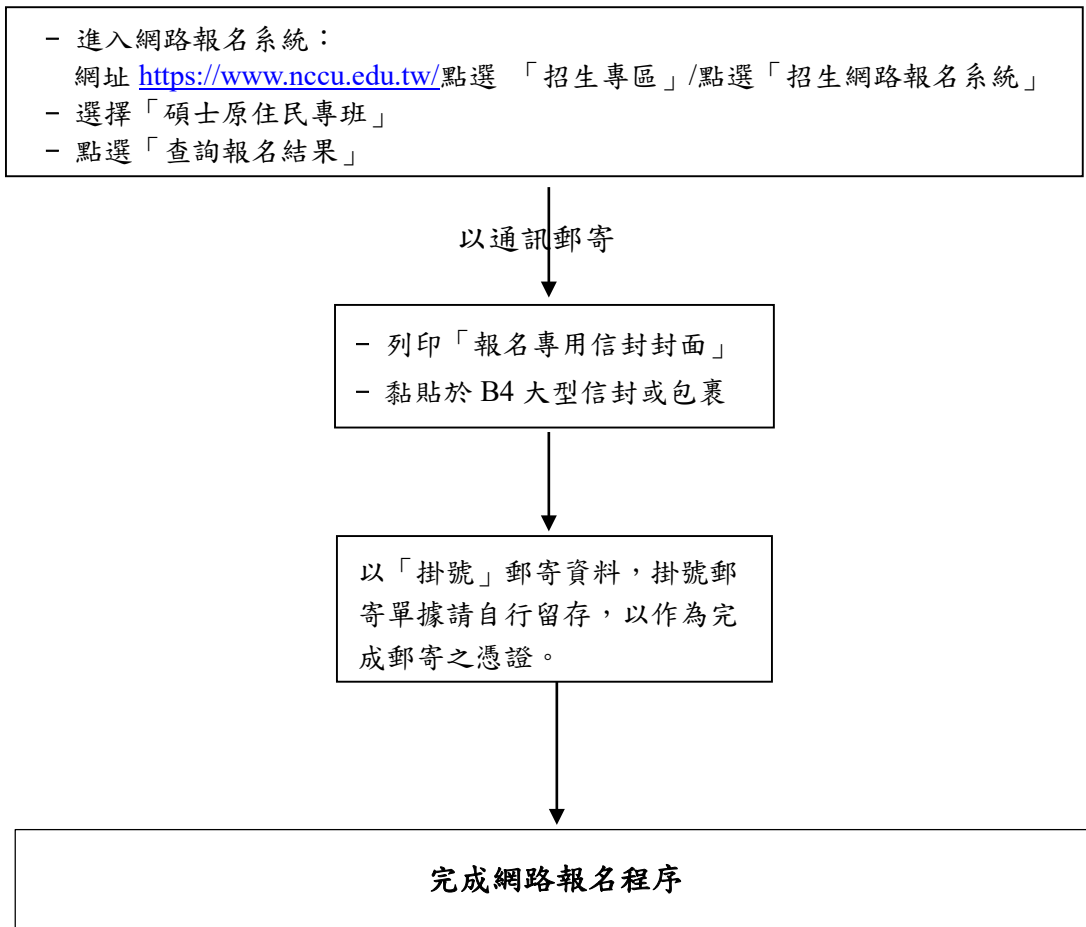 - 進入網路報名系統：
網址 https://www.nccu.edu.tw/點選 「招生專區」/點選「招生網路報名系統」
- 選擇「碩士原住民專班」
- 點選「查詢報名結果」
以通訊郵寄
- 列印「報名專用信封封面」
- 黏貼於 B4 大型信封或包裹
以「掛號」郵寄資料，掛號郵
寄單據請自行留存，以作為完
成郵寄之憑證。
完成網路報名程序